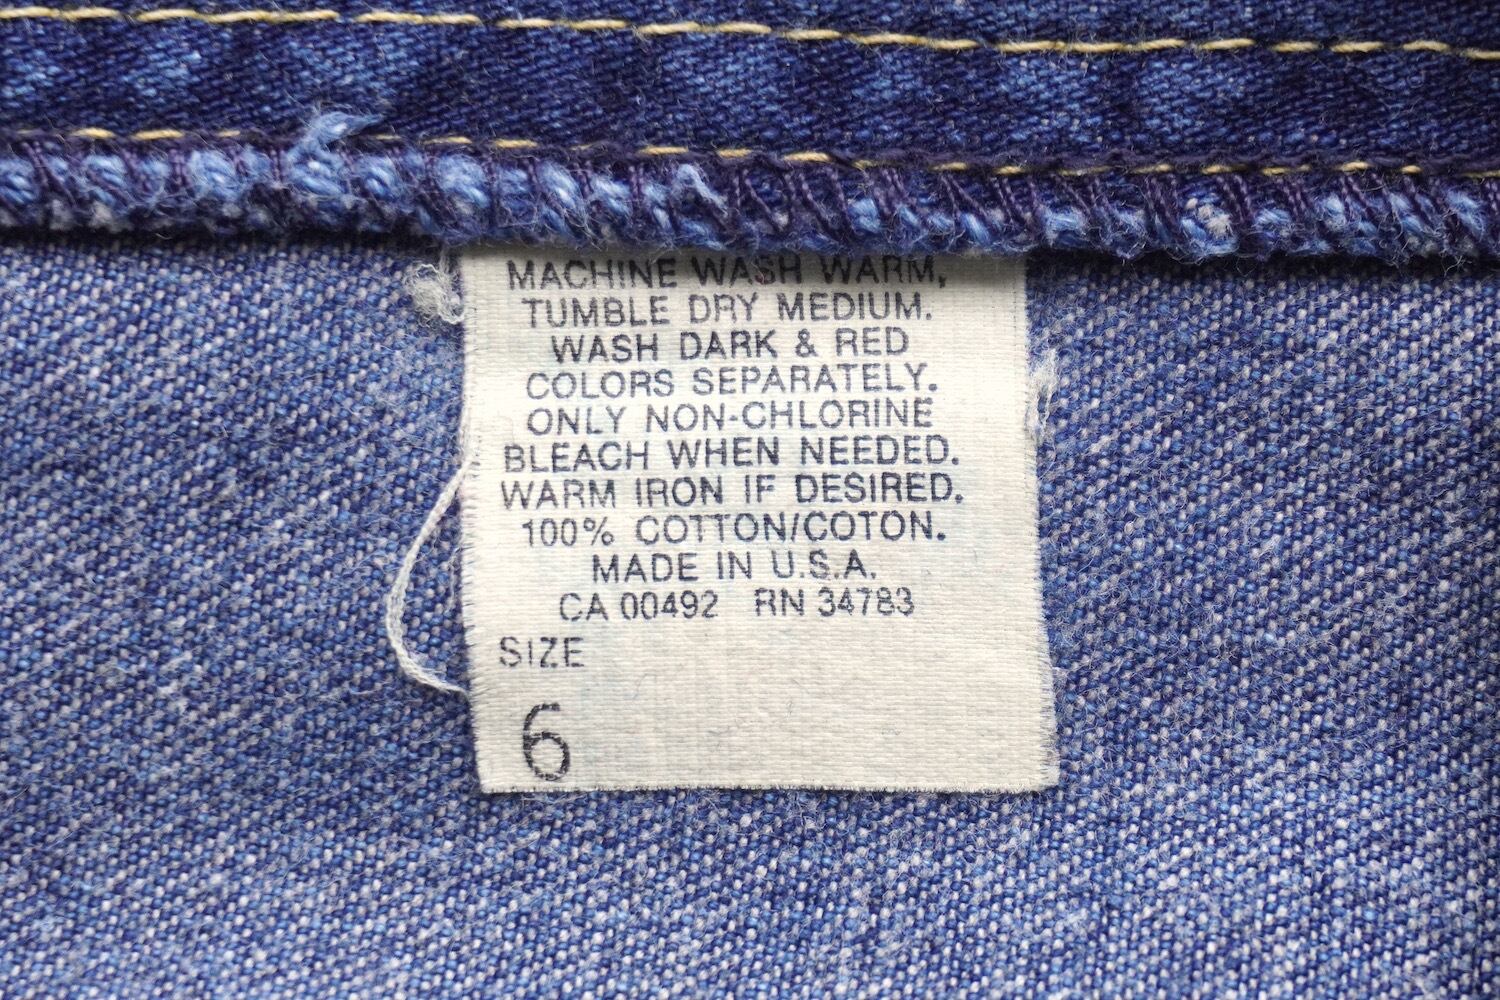 MACHINE WASH WARM,
TUMBLE DRY MEDIUM.
WASH DARK & RED
COLORS SEPARATELY.
ONLY NON-CHLORINE
BLEACH WHEN NEEDED.
WARM IRON IF DESIRED.
100% COTTON/COTON.
MADE IN U.S.A.
CA 00492 RN 34783
SIZE
6